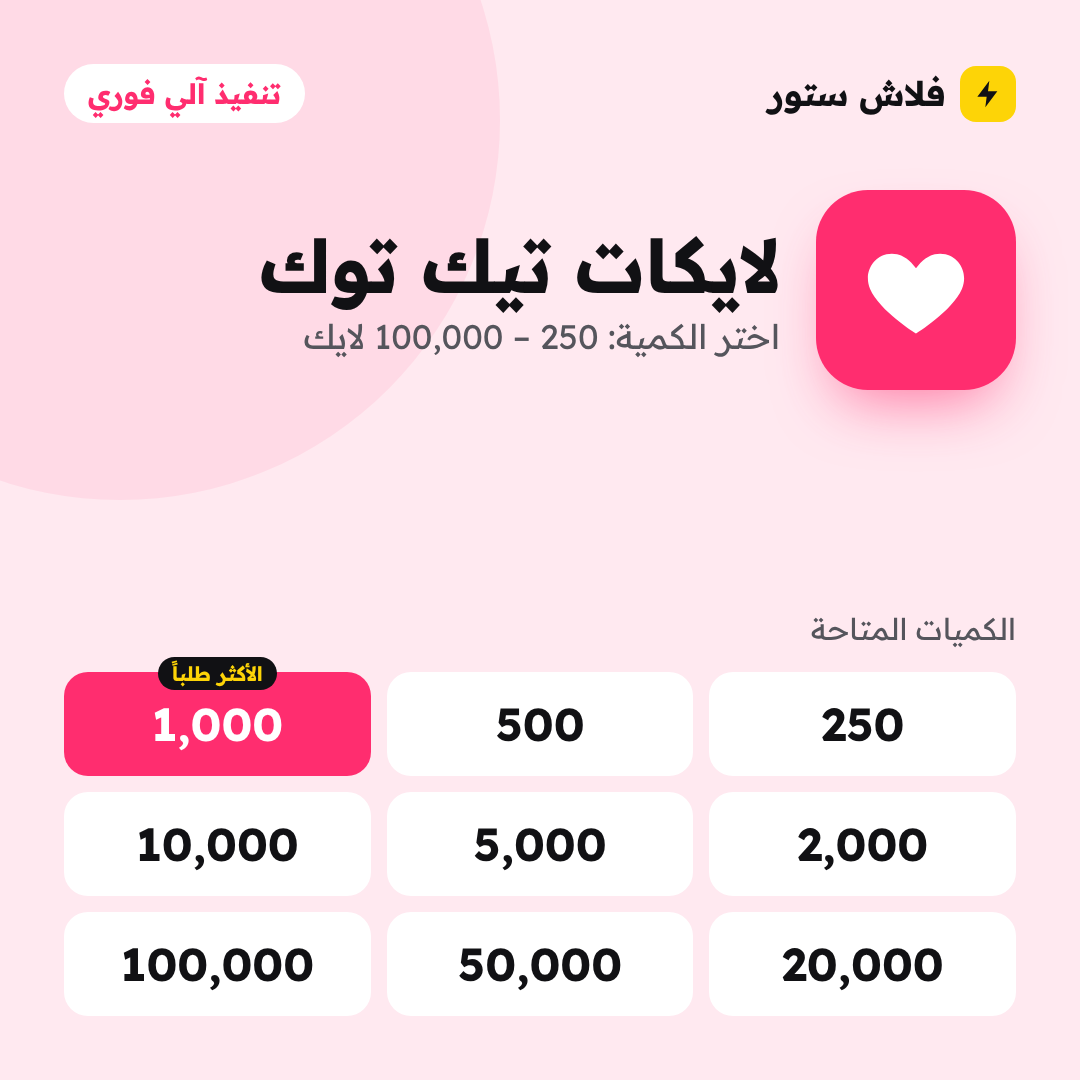 فلاش ستور
تنفيذ آلي فوري
لايكات تيك توك
اختر الكمية: 250 – 100,000 لايك
الكميات المتاحة
250
500
الأكثر طلباً
1,000
2,000
5,000
10,000
20,000
50,000
100,000